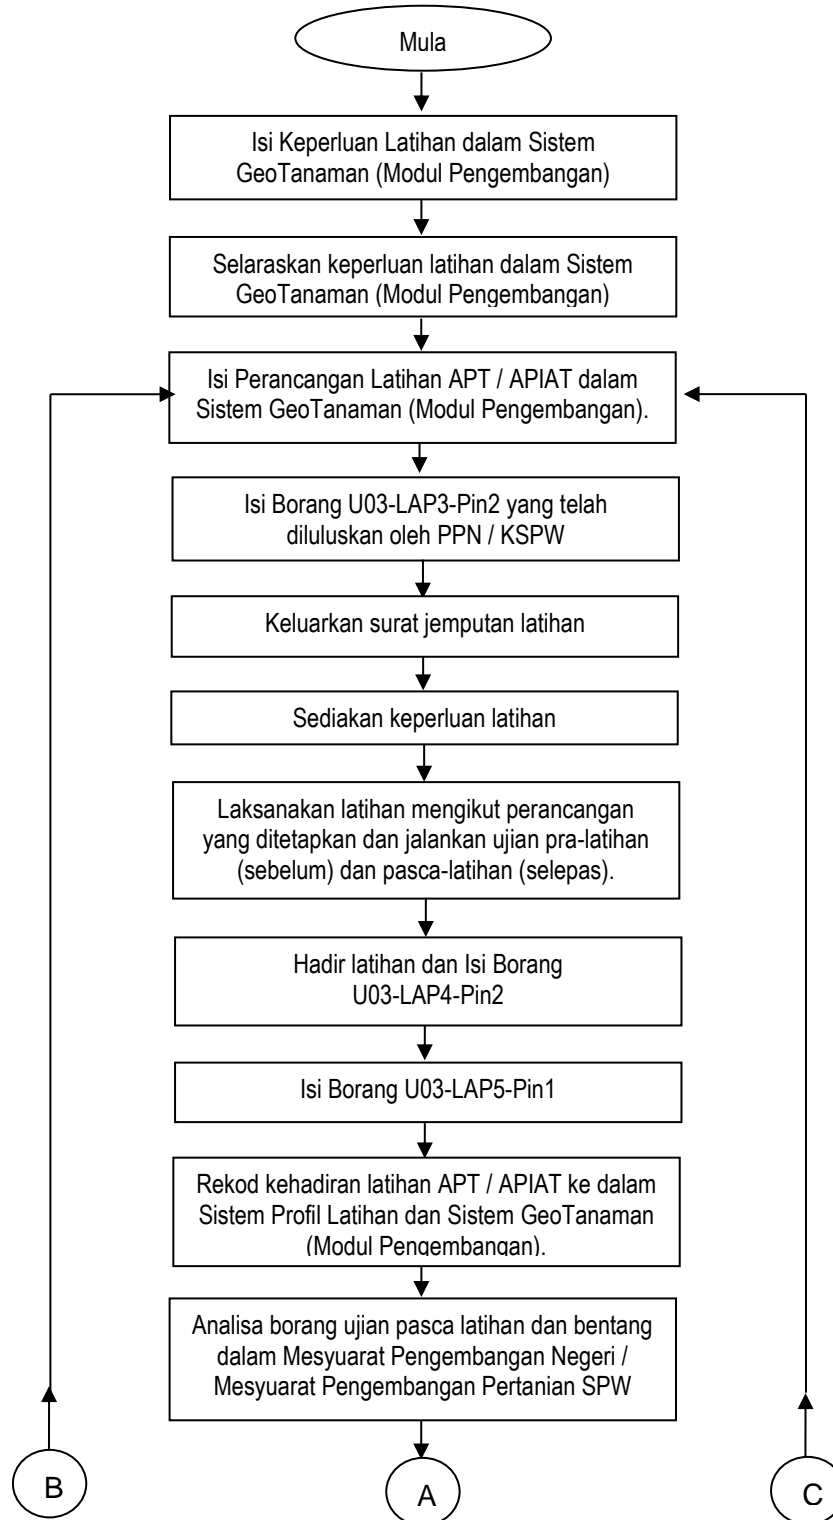 Mula
Isi Keperluan Latihan dalam Sistem
GeoTanaman (Modul Pengembangan)
Selaraskan keperluan latihan dalam Sistem
GeoTanaman (Modul Pengembangan)
Isi Perancangan Latihan APT / APIAT dalam
Sistem GeoTanaman (Modul Pengembangan).
Isi Borang U03-LAP3-Pin2 yang telah
diluluskan oleh PPN / KSPW
Keluarkan surat jemputan latihan
Sediakan keperluan latihan
Laksanakan latihan mengikut perancangan
yang ditetapkan dan jalankan ujian pra-latihan
(sebelum) dan pasca-latihan (selepas).
Hadir latihan dan Isi Borang
U03-LAP4-Pin2
Isi Borang U03-LAP5-Pin1
Rekod kehadiran latihan APT / APIAT ke dalam
Sistem Profil Latihan dan Sistem GeoTanaman
(Modul Pengembangan).
Analisa borang ujian pasca latihan dan bentang
dalam Mesyuarat Pengembangan Negeri /
Mesyuarat Pengembangan Pertanian SPW
B
A
C